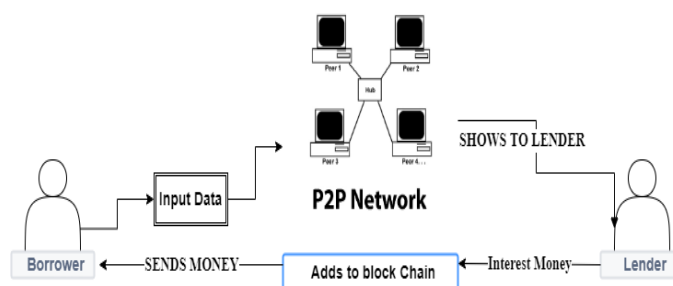 Peer 1
Peer 2
Hub
Peer 3
Peer 4...
SHOWS TO LENDER
Input Data
P2P Network
Borrower
SENDS MONEY
Adds to block Chain
Interest Money
Lender